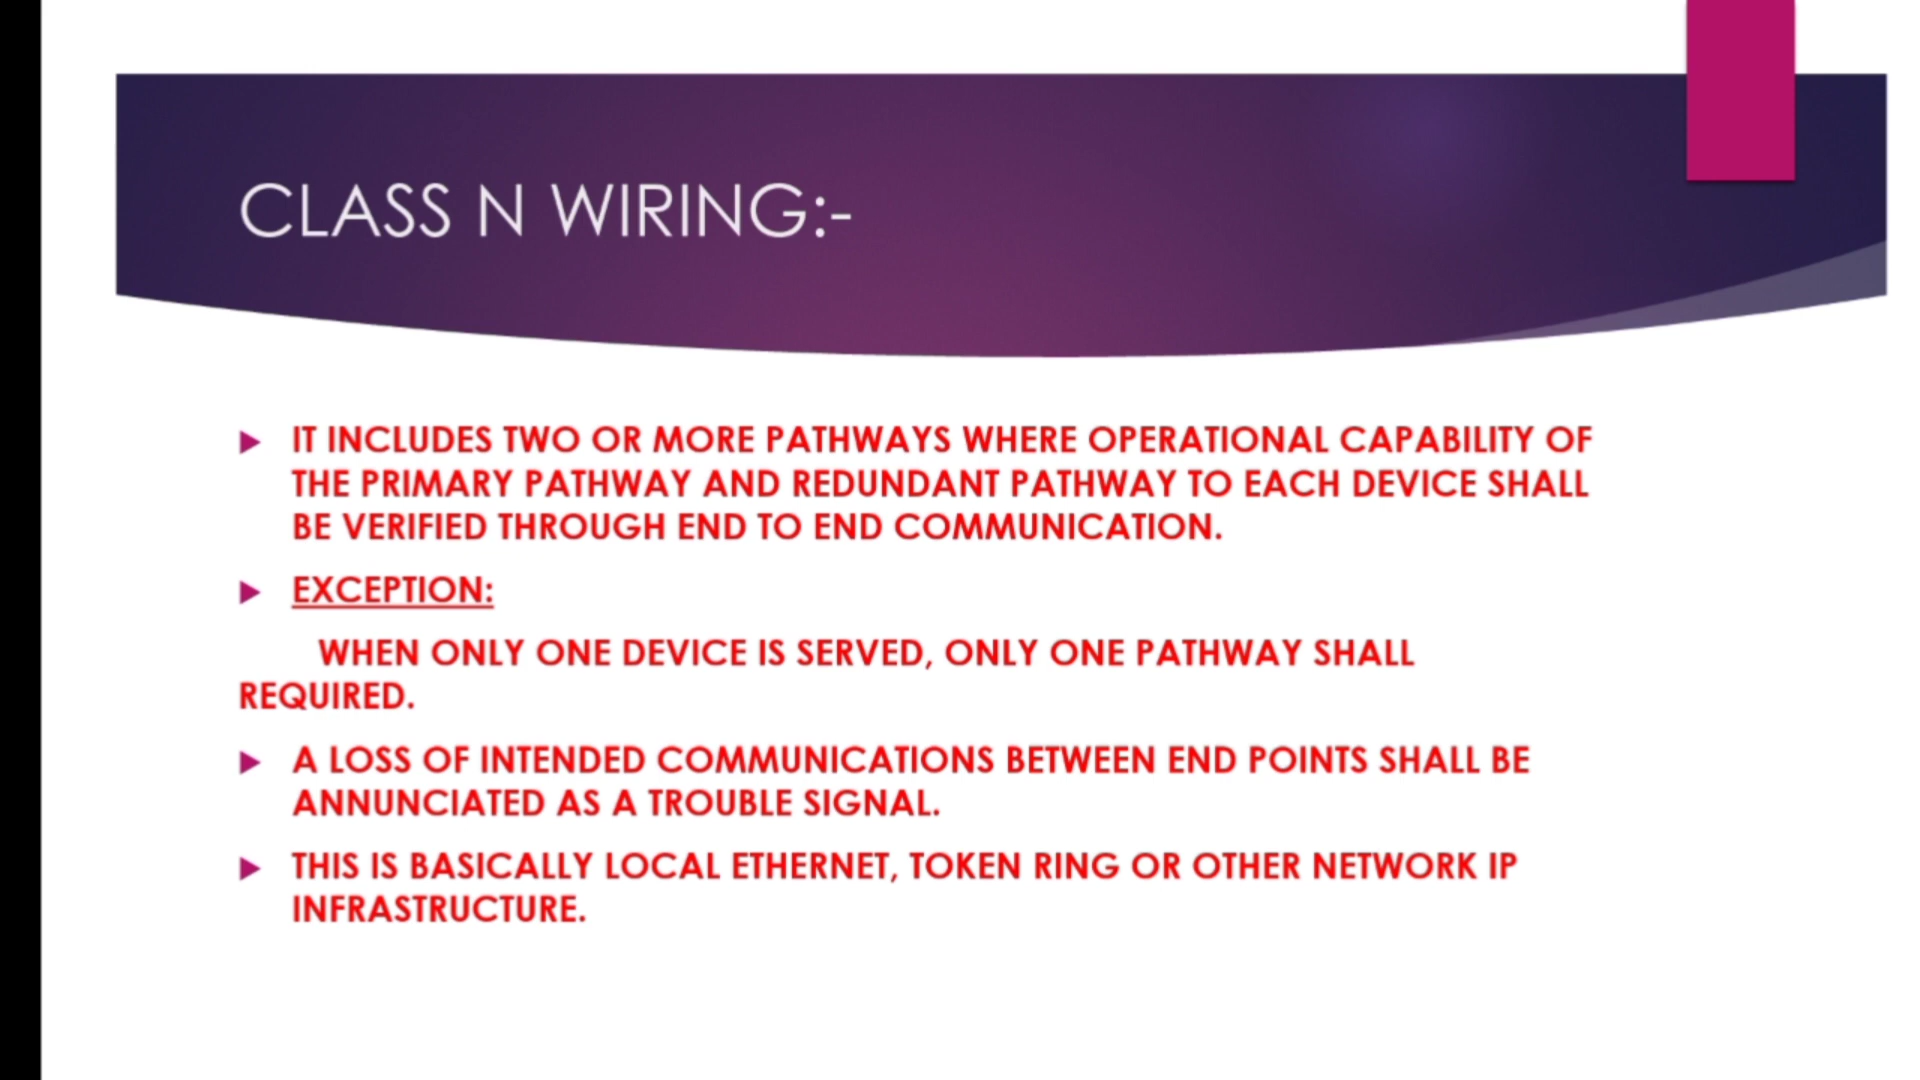 CLASS N WIRING:-
IT INCLUDES TWO OR MORE PATHWAYS WHERE OPERATIONAL CAPABILITY OF
THE PRIMARY PATHWAY AND REDUNDANT PATHWAY TO EACH DEVICE SHALL
BE VERIFIED THROUGH END TO END COMMUNICATION.
EXCEPTION:
WHEN ONLY ONE DEVICE IS SERVED, ONLY ONE PATHWAY SHALL
REQUIRED.
A LOSS OF INTENDED COMMUNICATIONS BETWEEN END POINTS SHALL BE
ANNUNCIATED AS A TROUBLE SIGNAL.
THIS IS BASICALLY LOCAL ETHERNET, TOKEN RING OR OTHER NETWORK IP
INFRASTRUCTURE.